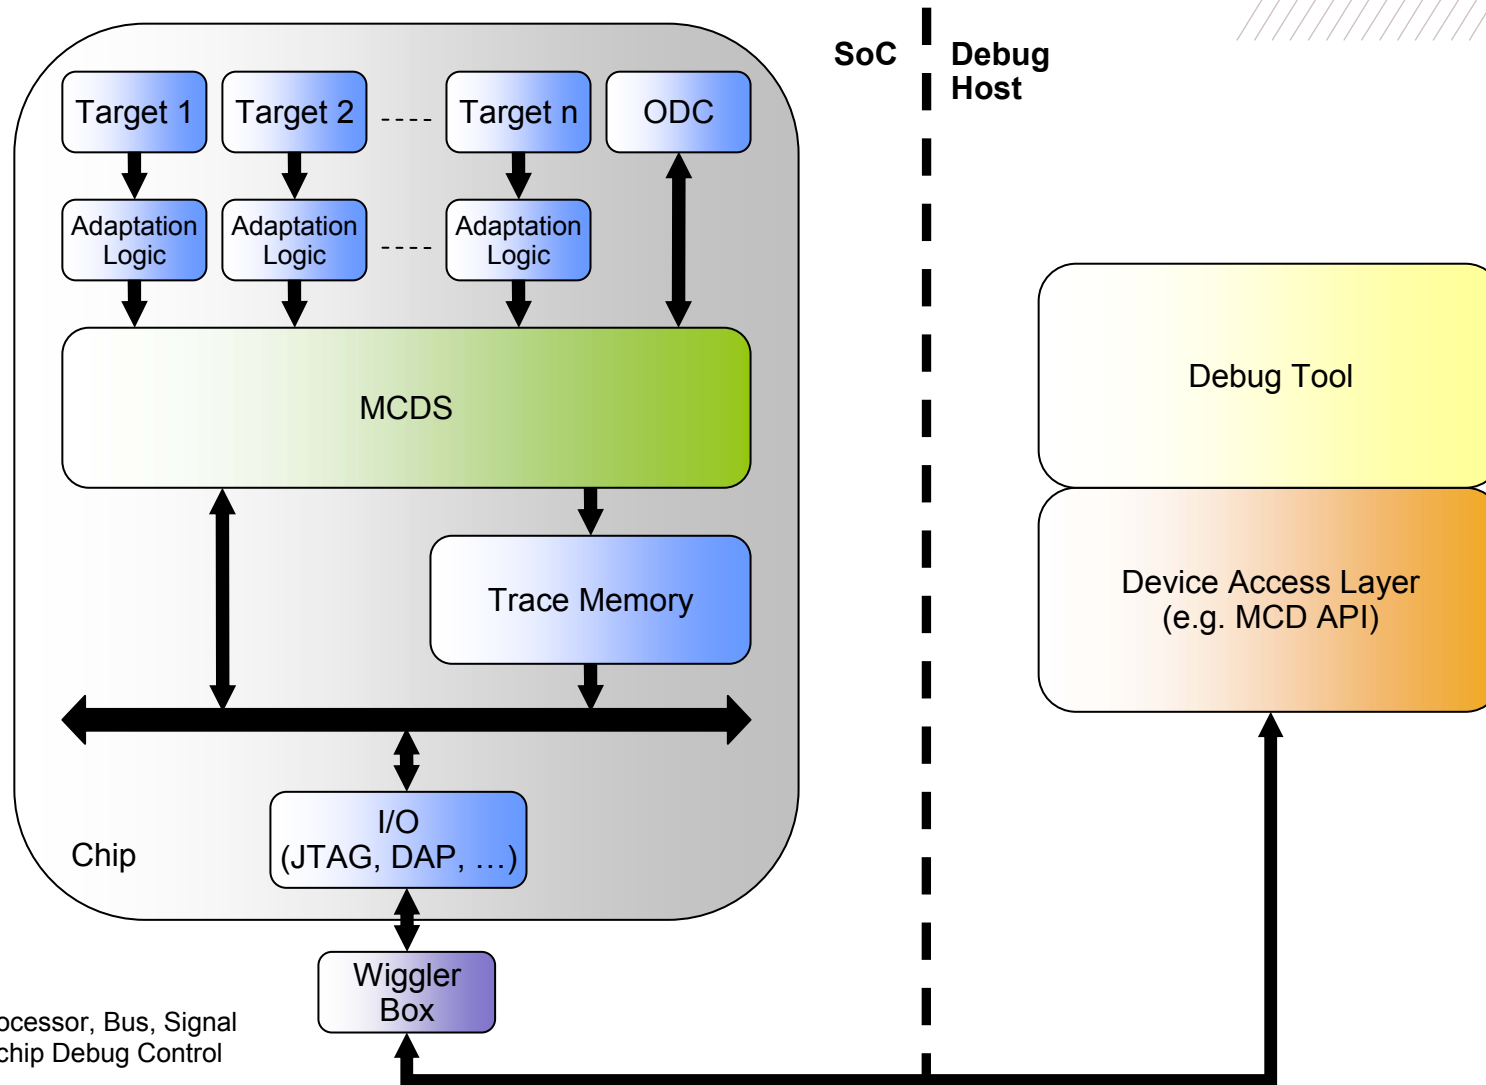 SoC
Debug
Host
Target 1
Target 2
Target n
ODC
Adaptation
Logic
Adaptation
Logic
Adaptation
Logic
MCDS
Debug Tool
Trace Memory
Device Access Layer
(e.g. MCD API)
I/O
(JTAG, DAP, …)
Chip
Wiggler
Box
ocessor, Bus, Signal
chip Debug Control